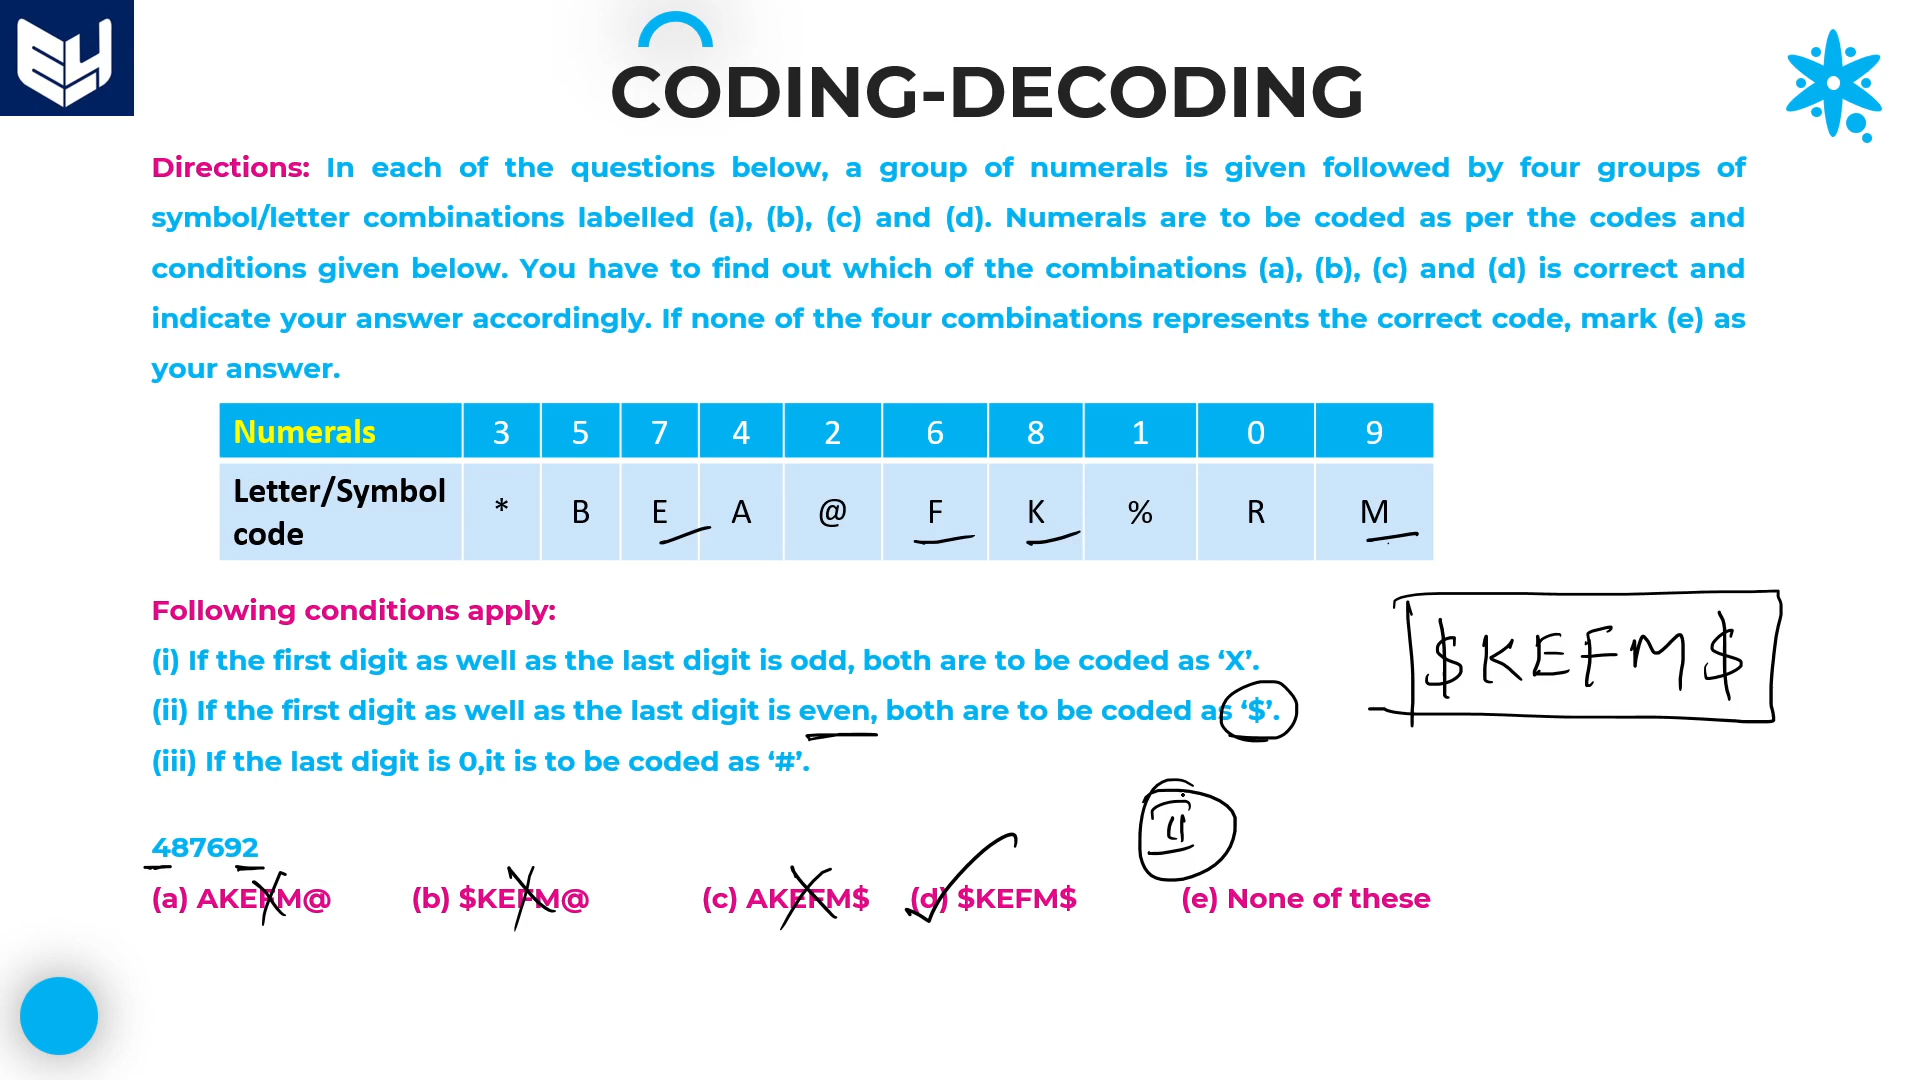 CODING-DECODING
Directions: In each of the questions below, a group of numerals is given followed by four groups of
symbol/letter combinations labelled (a), (b), (c) and (d). Numerals are to be coded as per the codes and
conditions given below. You have to find out which of the combinations (a), (b), (c) and (d) is correct and
indicate your answer accordingly. If none of the four combinations represents the correct code, mark (e) as
your answer.
Numerals 3 5 7 4 2 6 8 1 0 9
Letter/Symbol code * B E A @ F K % R M
Following conditions apply:
(i) If the first digit as well as the last digit is odd, both are to be coded as ‘X’.
(ii) If the first digit as well as the last digit is even, both are to be coded as ‘$’.
(iii) If the last digit is 0,it is to be coded as ‘#’.
$KEFM$
ii
487692
(a) AKEFM@ (b) $KEFM@ (c) AKEFM$ (d) $KEFM$ (e) None of these